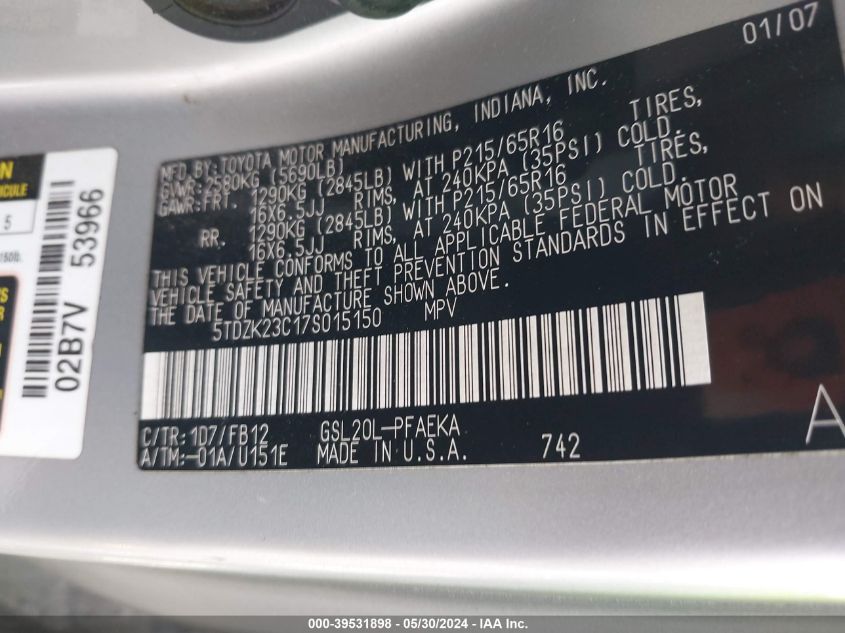 01/07
MFD.BY:TOYOTA MOTOR MANUFACTURING, INDIANA, INC.
GVWR:2580KG (5690LB)
GAWR:FRT. 1290KG (2845LB) WITH P215/65R16 TIRES,
16X6.5JJ RIMS, AT 240KPA (35PSI) COLD.
RR. 1290KG (2845LB) WITH P215/65R16 TIRES,
16X6.5JJ RIMS, AT 240KPA (35PSI) COLD.
THIS VEHICLE CONFORMS TO ALL APPLICABLE FEDERAL MOTOR
VEHICLE SAFETY AND THEFT PREVENTION STANDARDS IN EFFECT ON
THE DATE OF MANUFACTURE SHOWN ABOVE.
5TDZK23C17S015150 MPV
C/TR:1D7/FB12 GSL20L-PFAEKA
A/TM:-01A/U151E MADE IN U.S.A. 742
A
5
150lb.
02B7V 53966
000-39531898 - 05/30/2024 - IAA Inc.